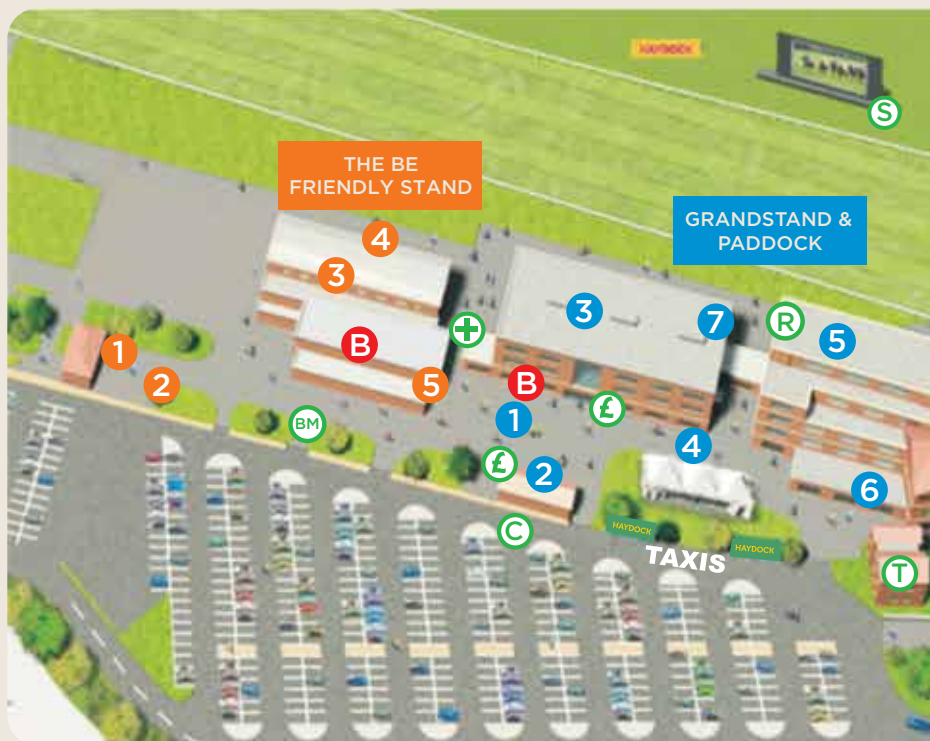 HAYDOCK
S
THE BE
FRIENDLY STAND
GRANDSTAND &
PADDOCK
4
3
3
7
R
5
1
B
2
5
B
1
£
BM
£
2
4
6
C
HAYDOCK
TAXIS
HAYDOCK
T